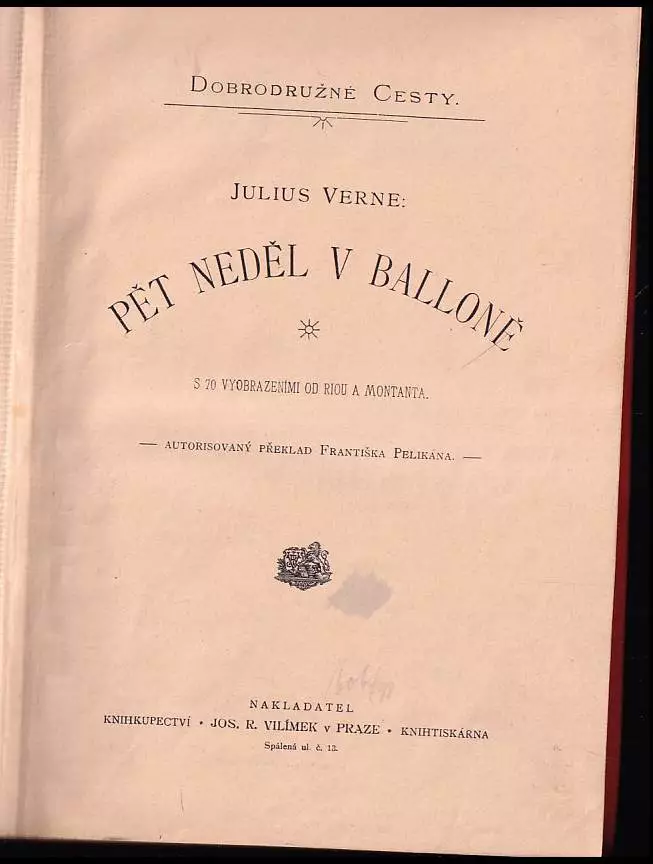 DOBRODRUŽNÉ CESTY.
JULIUS VERNE:
PĚT NEDĚL V BALLONĚ
S 70 VYOBRAZENÍMI OD RIOU A MONTANTA.
— AUTORISOVANÝ PŘEKLAD FRANTIŠKA PELIKÁNA. —
NAKLADATEL
KNIHKUPECTVÍ • JOS. R. VILÍMEK V PRAZE • KNIHTISKÁRNA
Spálená ul. č. 13.